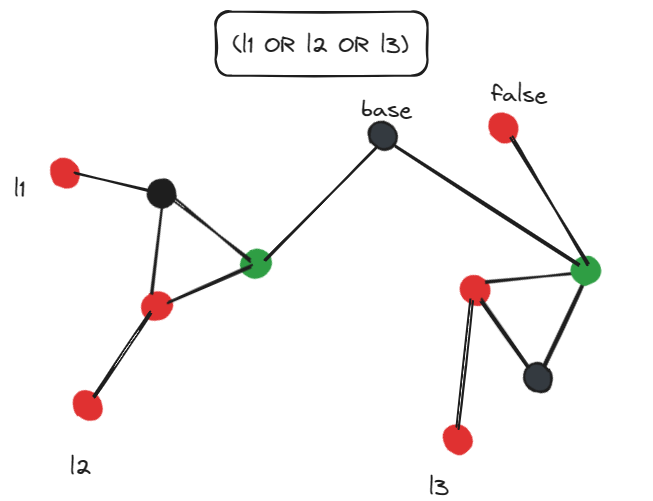 (l1 OR l2 OR l3)
base
false
l1
l2
l3